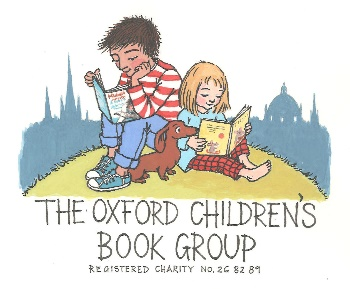 THE OXFORD CHILDREN'S
BOOK GROUP
REGISTERED CHARITY NO. 26 82 89